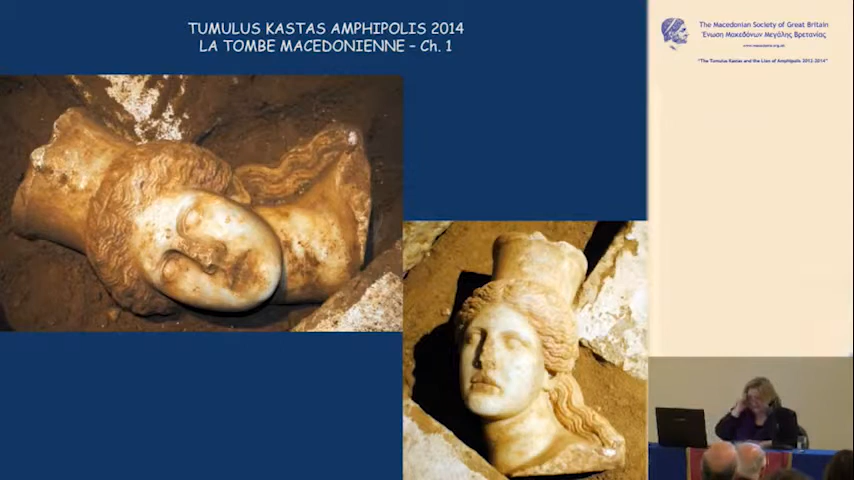 TUMULUS KASTAS AMPHIPOLIS 2014
LA TOMBE MACEDONIENNE – Ch. 1
The Macedonian Society of Great Britain
Ένωση Μακεδόνων Μεγάλης Βρετανίας
www.macedonia.org.uk
"The Tumulus Kastas and the Lion of Amphipolis 2012-2014"